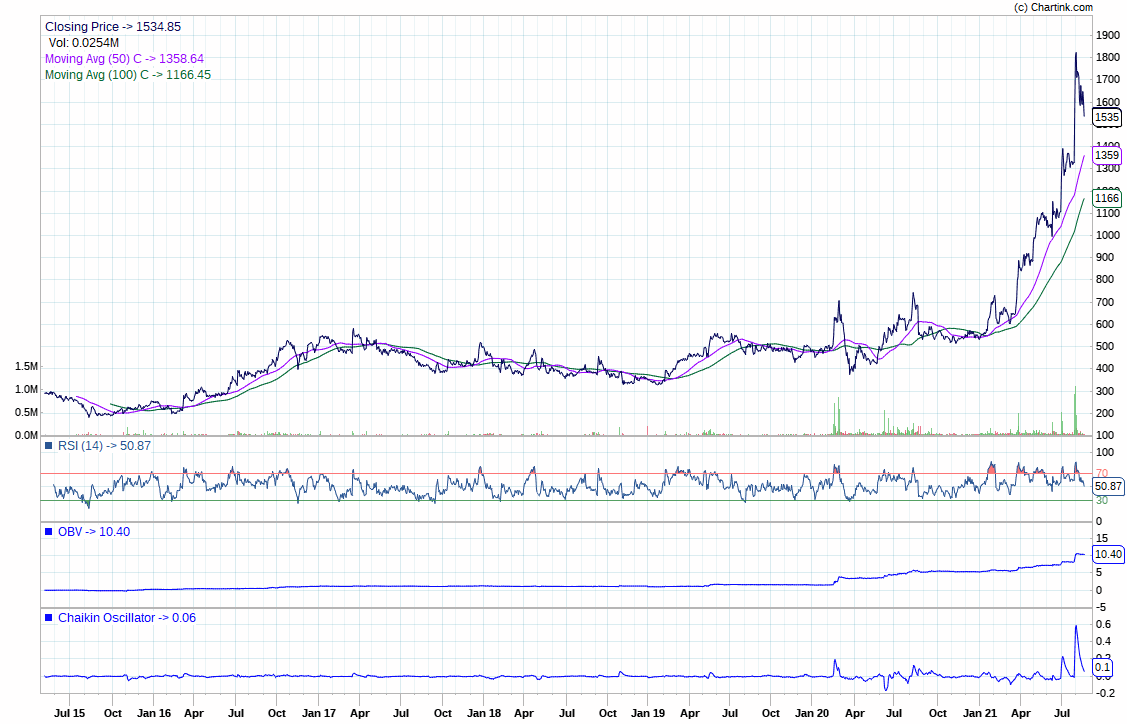 (c) Chartink.com
Closing Price -> 1534.85
Vol: 0.0254M
Moving Avg (50) C -> 1358.64
Moving Avg (100) C -> 1166.45
1900
1800
1700
1600
1535
1400
1359
1300
1166
1100
1000
900
800
700
600
500
1.5M 400
1.0M 300
0.5M 200
0.0M 100
RSI (14) -> 50.87
100
70
50.87
30
0
OBV -> 10.40
15
10.40
5
0
-5
Chaikin Oscillator -> 0.06
0.6
0.4
0.2
0.1
0.0
-0.2
Jul 15 Oct Jan 16 Apr Jul Oct Jan 17 Apr Jul Oct Jan 18 Apr Jul Oct Jan 19 Apr Jul Oct Jan 20 Apr Jul Oct Jan 21 Apr Jul